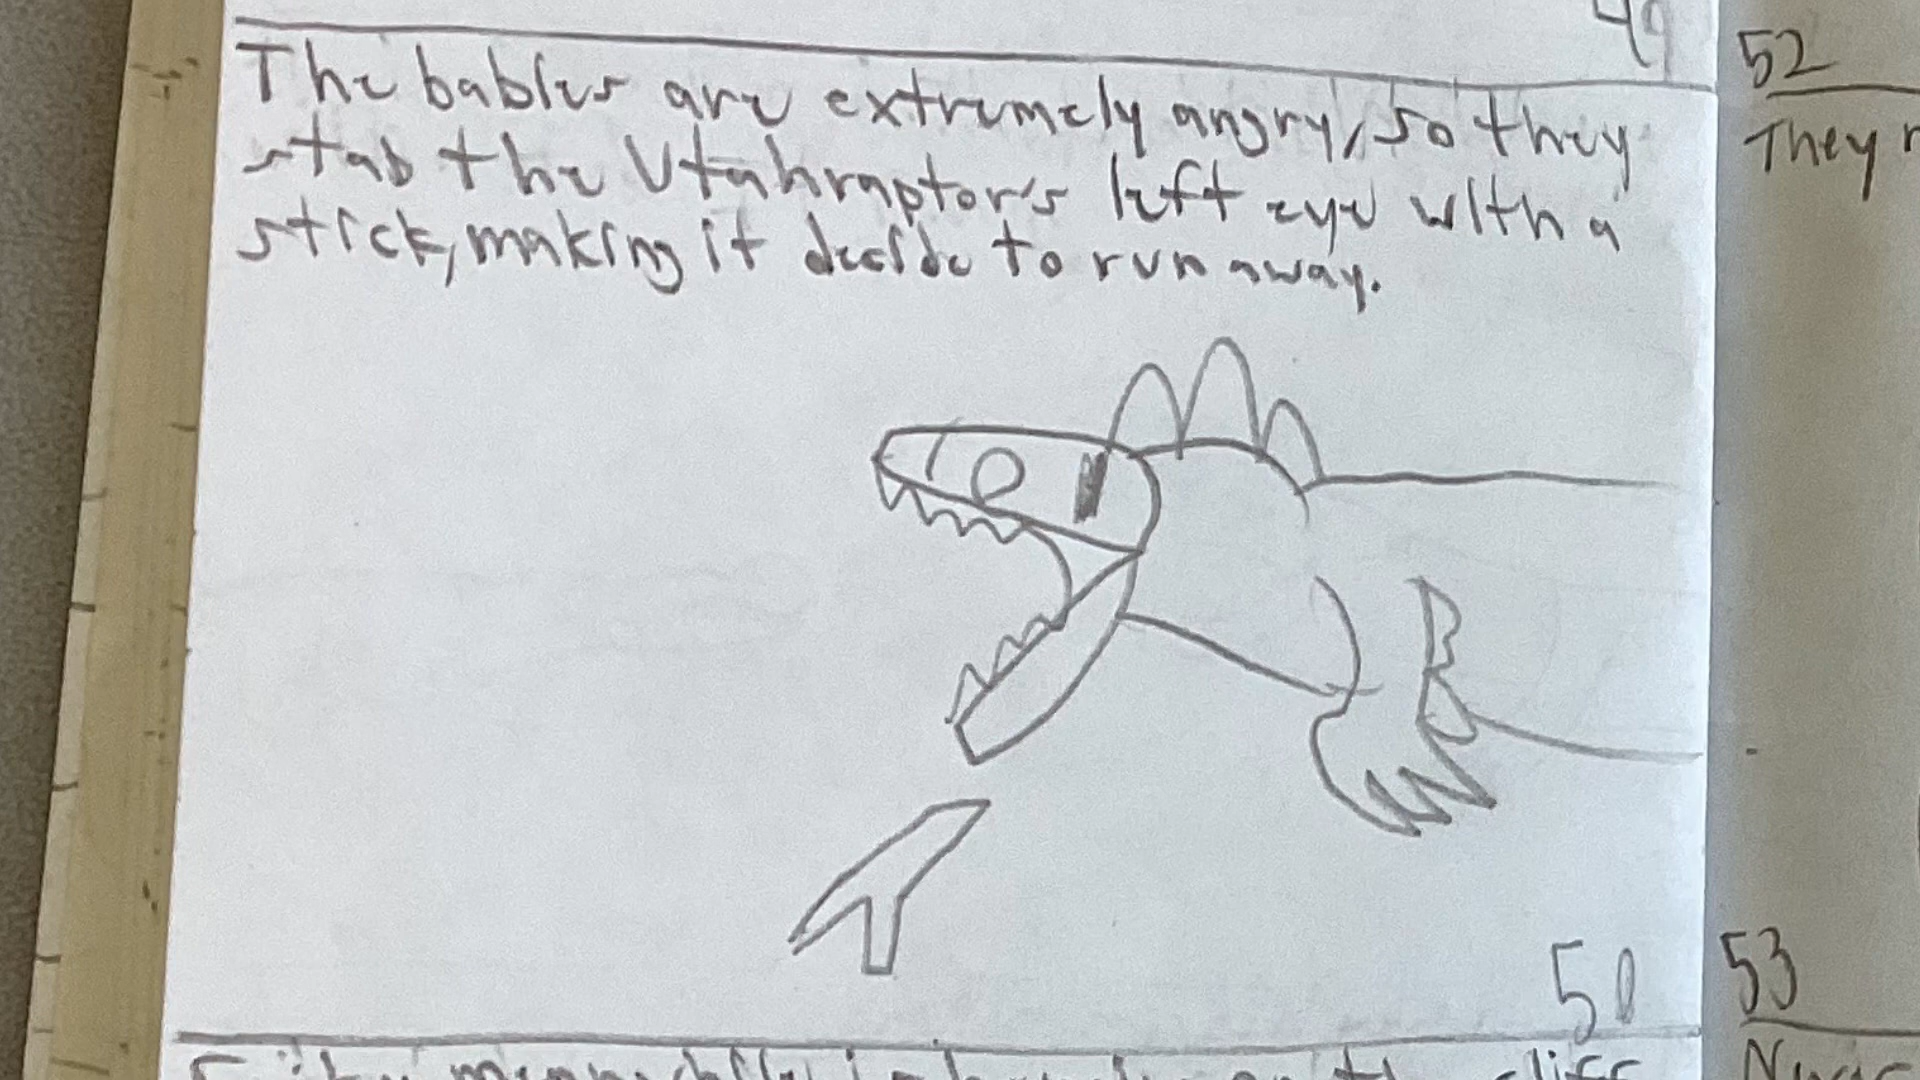 49
The babies are extremely angry, so they
stab the Utahraptor's left eye with a
stick, making it decide to run away.
50
cliff
52
They
53